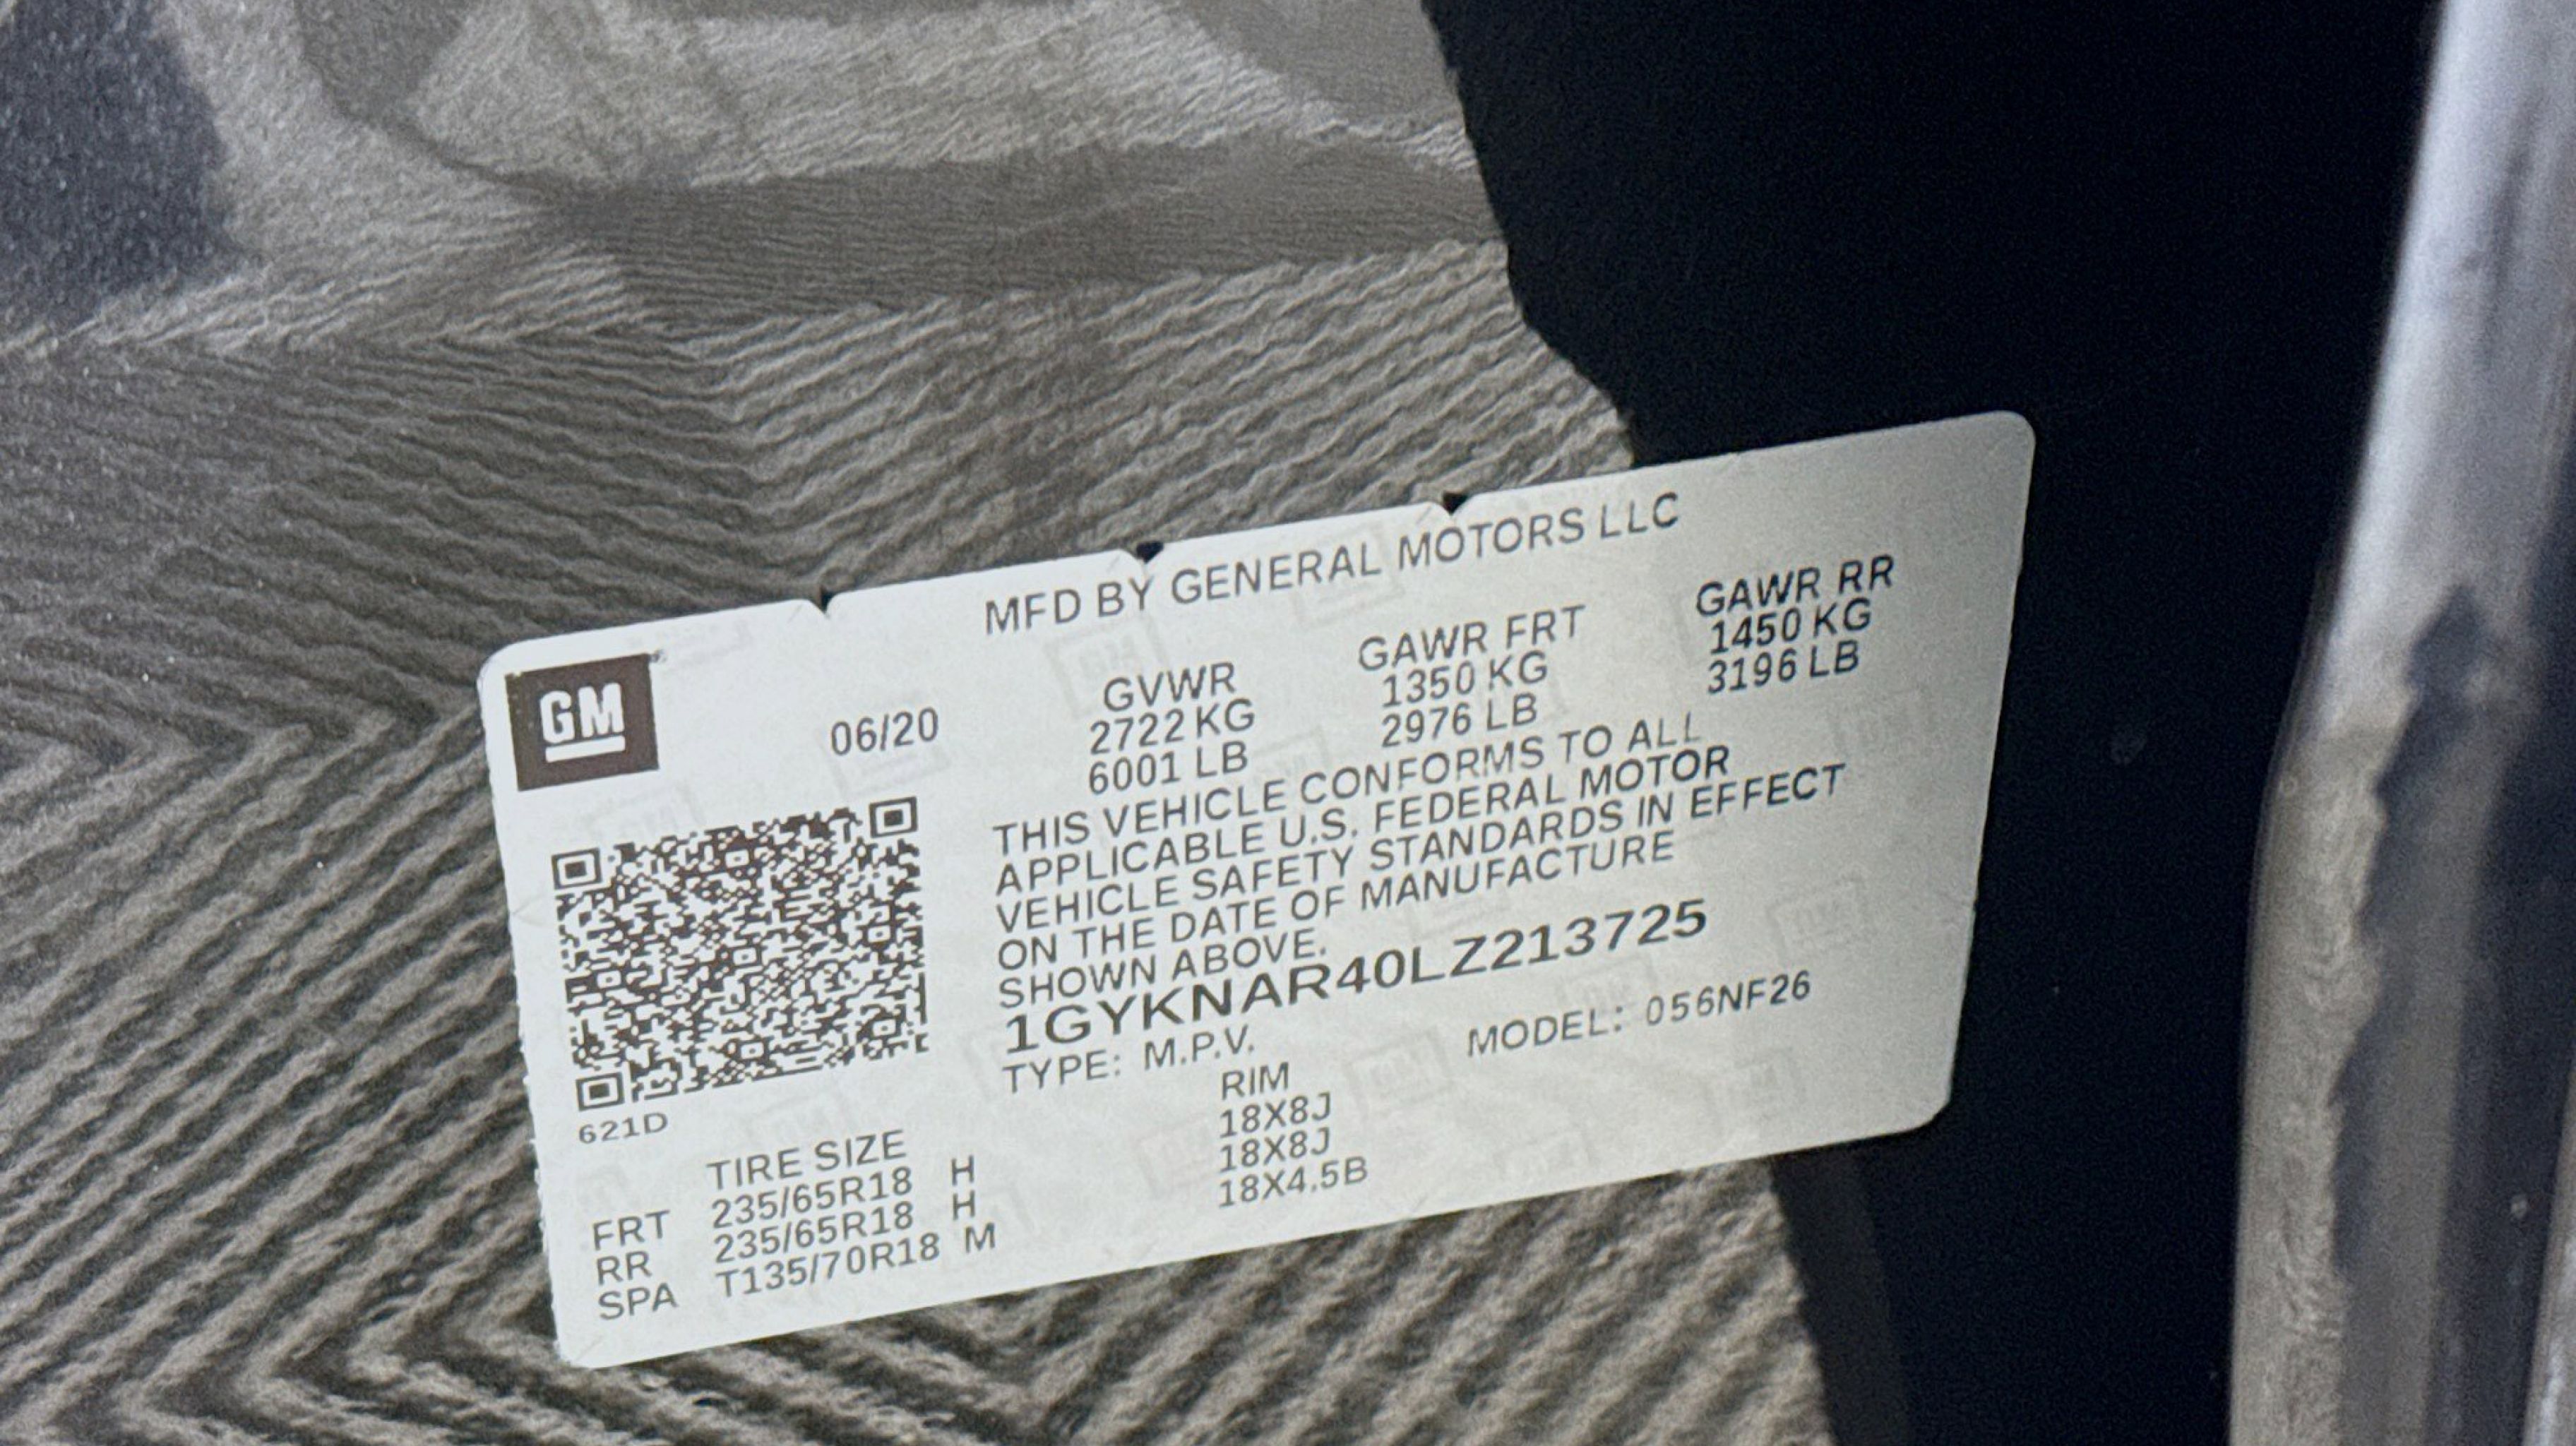 MFD BY GENERAL MOTORS LLC
GM
06/20
GVWR
2722 KG
6001 LB
GAWR FRT
1350 KG
2976 LB
GAWR RR
1450 KG
3196 LB
THIS VEHICLE CONFORMS TO ALL
APPLICABLE U.S. FEDERAL MOTOR
VEHICLE SAFETY STANDARDS IN EFFECT
ON THE DATE OF MANUFACTURE
SHOWN ABOVE.
1GYKNAR40LZ213725
TYPE: M.P.V. MODEL: 056NF26
621D
TIRE SIZE RIM
FRT 235/65R18 H 18X8J
RR 235/65R18 H 18X8J
SPA T135/70R18 M 18X4.5B